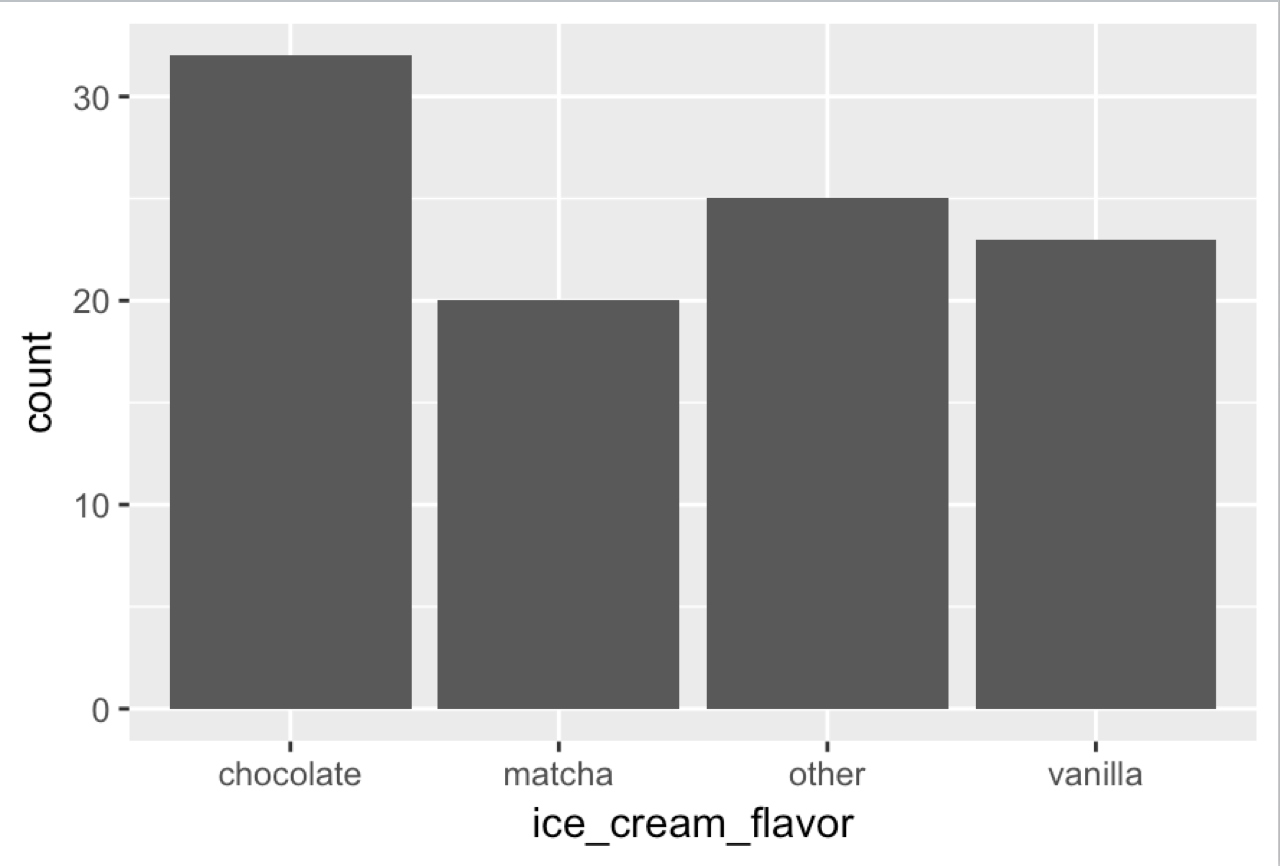 30
20
10
0
count
chocolate matcha other vanilla
ice_cream_flavor